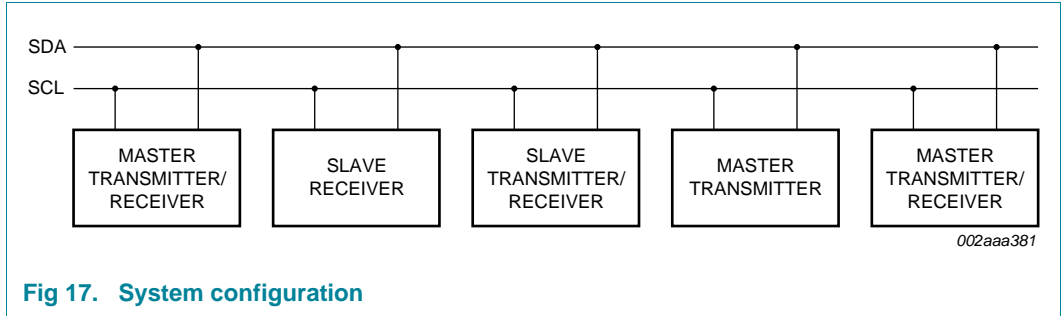 SDA
SCL
MASTER
TRANSMITTER/
RECEIVER
SLAVE
RECEIVER
SLAVE
TRANSMITTER/
RECEIVER
MASTER
TRANSMITTER
MASTER
TRANSMITTER/
RECEIVER
002aaa381
Fig 17. System configuration